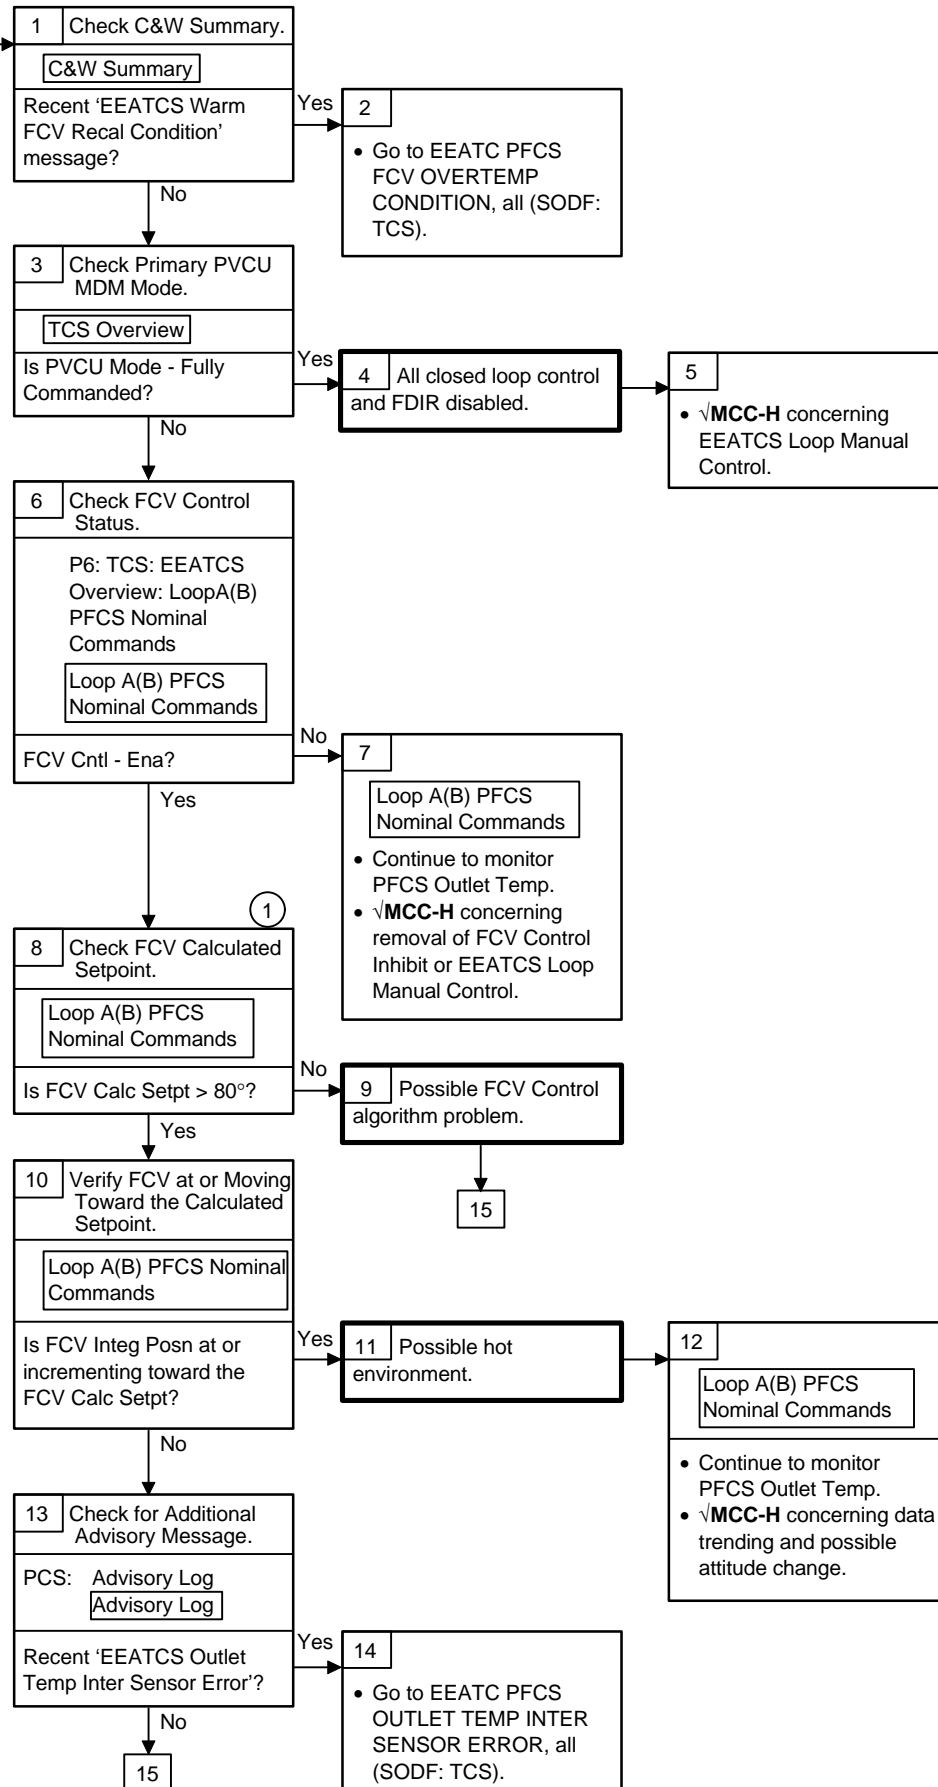 1 Check C&W Summary.
C&W Summary
Recent ‘EEATCS Warm
FCV Recal Condition’
message?
Yes
No
2
• Go to EEATC PFCS
FCV OVERTEMP
CONDITION, all (SODF:
TCS).
3 Check Primary PVCU
MDM Mode.
TCS Overview
Is PVCU Mode - Fully
Commanded?
Yes
No
4 All closed loop control
and FDIR disabled.
5
• √MCC-H concerning
EEATCS Loop Manual
Control.
6 Check FCV Control
Status.
P6: TCS: EEATCS
Overview: LoopA(B)
PFCS Nominal
Commands
Loop A(B) PFCS
Nominal Commands
FCV Cntl - Ena?
No
Yes
7
Loop A(B) PFCS
Nominal Commands
• Continue to monitor
PFCS Outlet Temp.
• √MCC-H concerning
removal of FCV Control
Inhibit or EEATCS Loop
Manual Control.
1
8 Check FCV Calculated
Setpoint.
Loop A(B) PFCS
Nominal Commands
Is FCV Calc Setpt > 80°?
No
Yes
9 Possible FCV Control
algorithm problem.
15
10 Verify FCV at or Moving
Toward the Calculated
Setpoint.
Loop A(B) PFCS Nominal
Commands
Is FCV Integ Posn at or
incrementing toward the
FCV Calc Setpt?
Yes
No
11 Possible hot
environment.
12
Loop A(B) PFCS
Nominal Commands
• Continue to monitor
PFCS Outlet Temp.
• √MCC-H concerning data
trending and possible
attitude change.
13 Check for Additional
Advisory Message.
PCS: Advisory Log
Advisory Log
Recent ‘EEATCS Outlet
Temp Inter Sensor Error’?
Yes
No
14
• Go to EEATC PFCS
OUTLET TEMP INTER
SENSOR ERROR, all
(SODF: TCS).
15